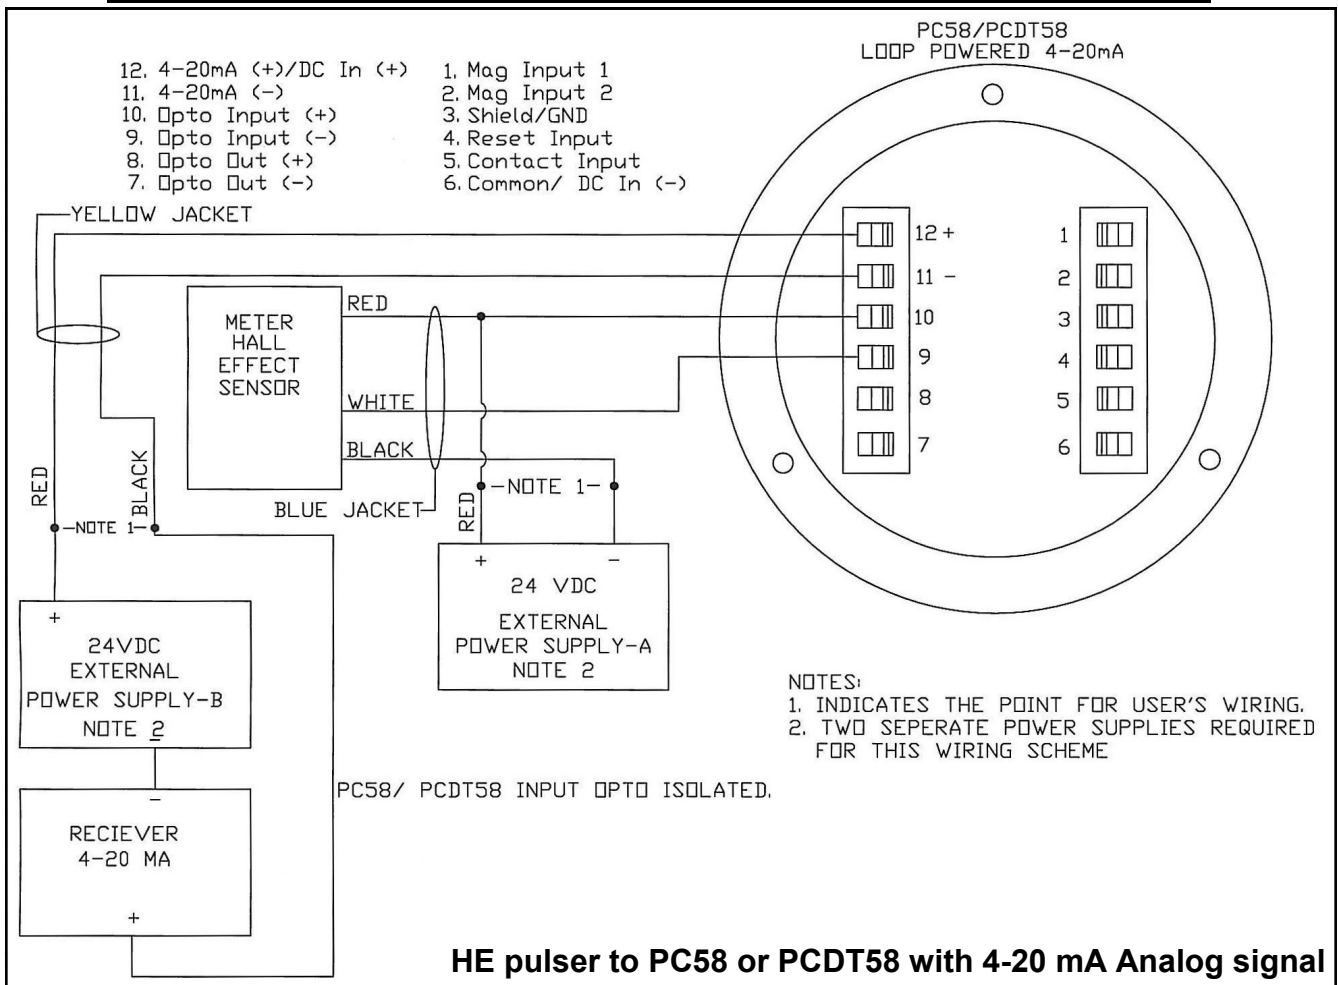 PC58/PCDT58
LOOP POWERED 4-20mA
12. 4-20mA (+)/DC In (+)
11. 4-20mA (-)
10. Opto Input (+)
9. Opto Input (-)
8. Opto Out (+)
7. Opto Out (-)
1. Mag Input 1
2. Mag Input 2
3. Shield/GND
4. Reset Input
5. Contact Input
6. Common/ DC In (-)
YELLOW JACKET
12 +
11 -
10
9
8
7
1
2
3
4
5
6
METER
HALL
EFFECT
SENSOR
RED
WHITE
BLACK
BLUE JACKET
RED
BLACK
-NOTE 1-
RED
-NOTE 1-
+ -
24 VDC
EXTERNAL
POWER SUPPLY-A
NOTE 2
+
24VDC
EXTERNAL
POWER SUPPLY-B
NOTE 2
-
-
RECIEVER
4-20 MA
+
PC58/ PCDT58 INPUT OPTO ISOLATED.
NOTES:
1. INDICATES THE POINT FOR USER'S WIRING.
2. TWO SEPERATE POWER SUPPLIES REQUIRED
FOR THIS WIRING SCHEME
HE pulser to PC58 or PCDT58 with 4-20 mA Analog signal